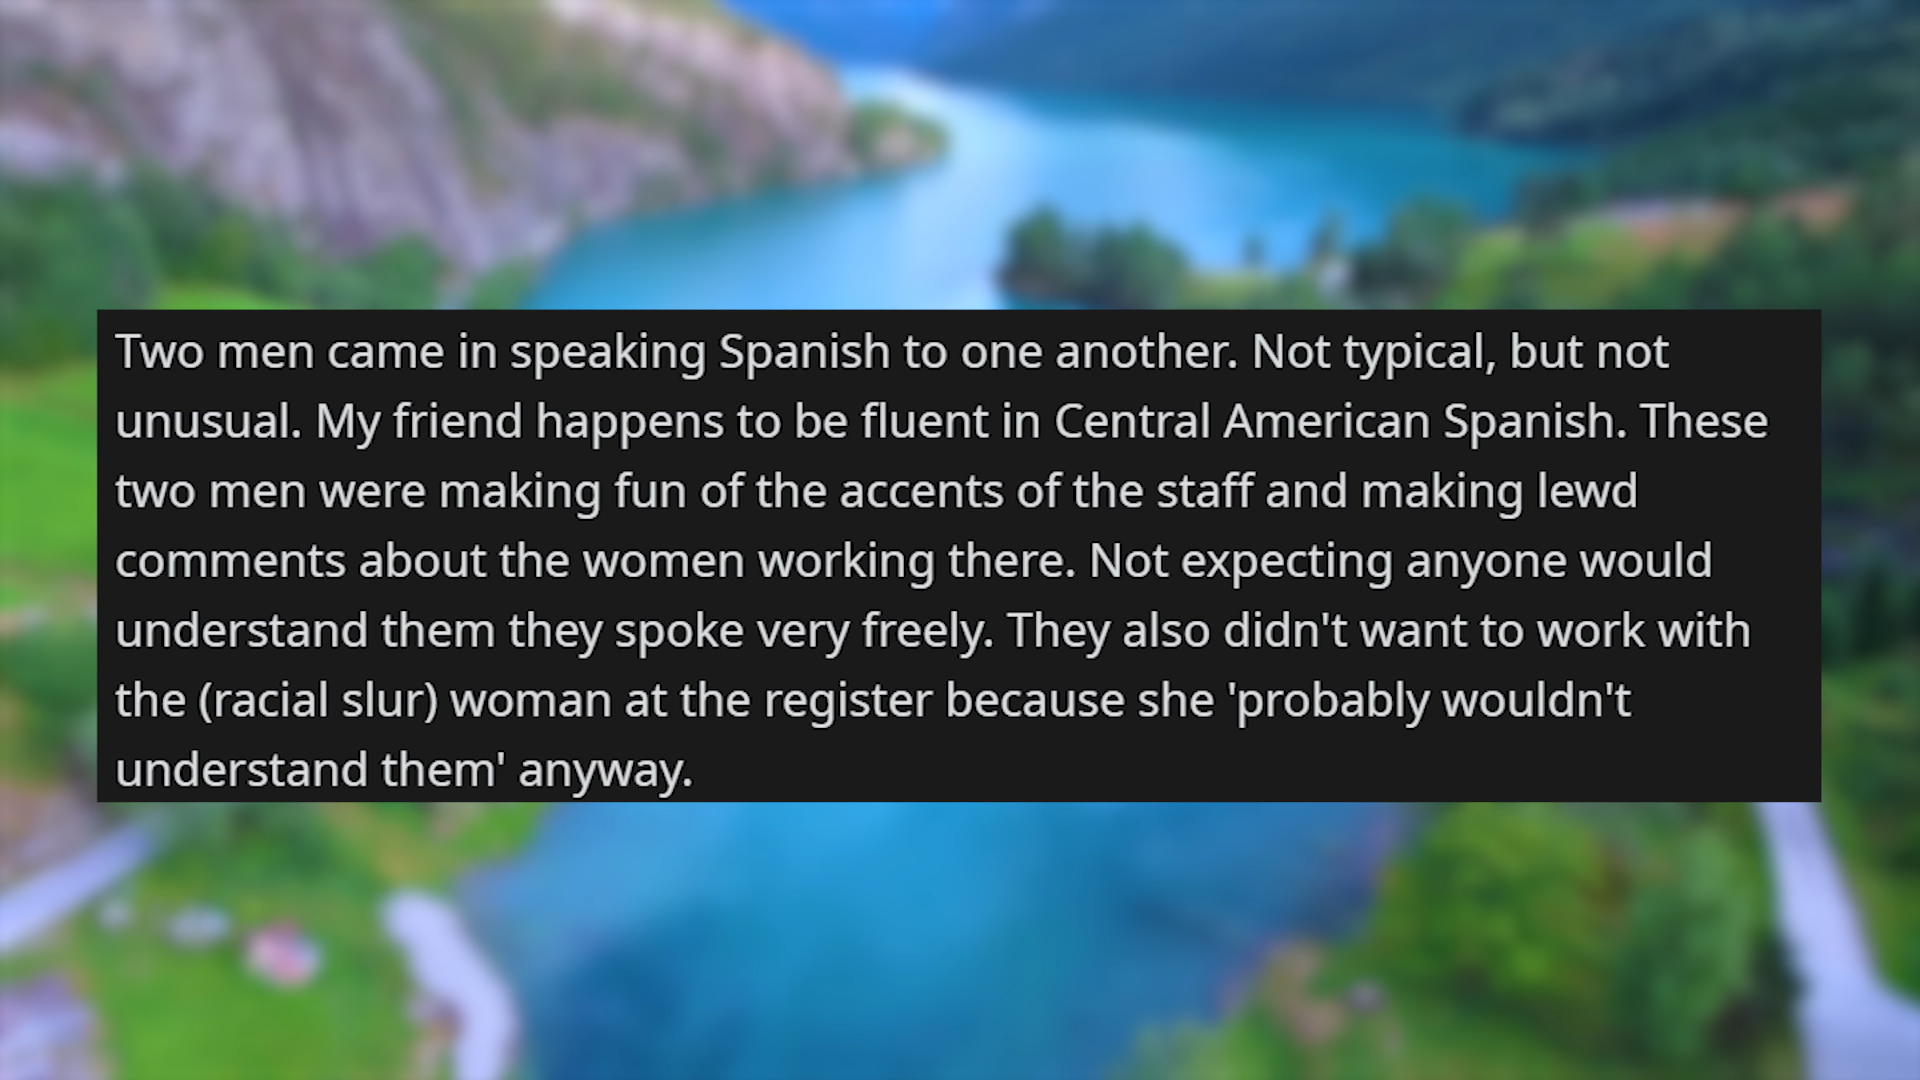 Two men came in speaking Spanish to one another. Not typical, but not
unusual. My friend happens to be fluent in Central American Spanish. These
two men were making fun of the accents of the staff and making lewd
comments about the women working there. Not expecting anyone would
understand them they spoke very freely. They also didn't want to work with
the (racial slur) woman at the register because she 'probably wouldn't
understand them' anyway.